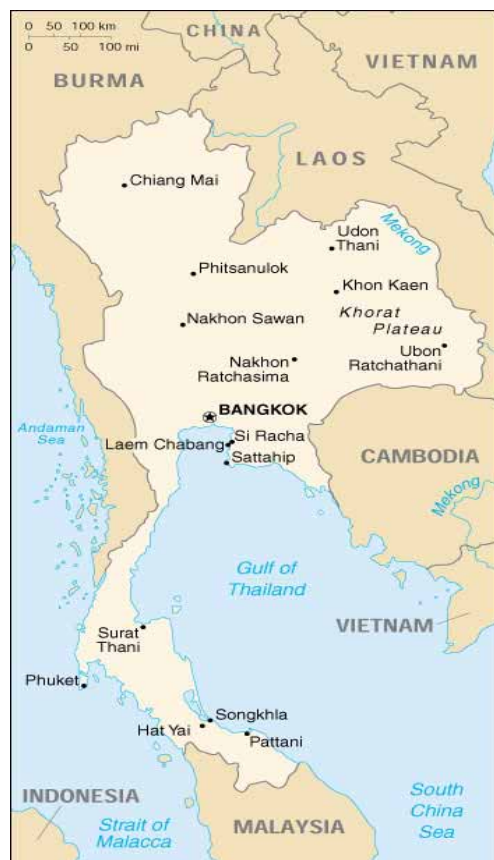 0 50 100 km
0 50 100 mi
CHINA
VIETNAM
BURMA
LAOS
Chiang Mai
Udon
Thani
Mekong
Phitsanulok
Khon Kaen
Nakhon Sawan
Khorat
Plateau
Nakhon
Ratchasima
Ubon
Ratchathani
BANGKOK
Andaman
Sea
Si Racha
Laem Chabang
Sattahip
CAMBODIA
Mekong
Gulf of
Thailand
VIETNAM
Surat
Thani
Phuket
Songkhla
Hat Yai
Pattani
INDONESIA
South
China
Sea
Strait of
Malacca
MALAYSIA